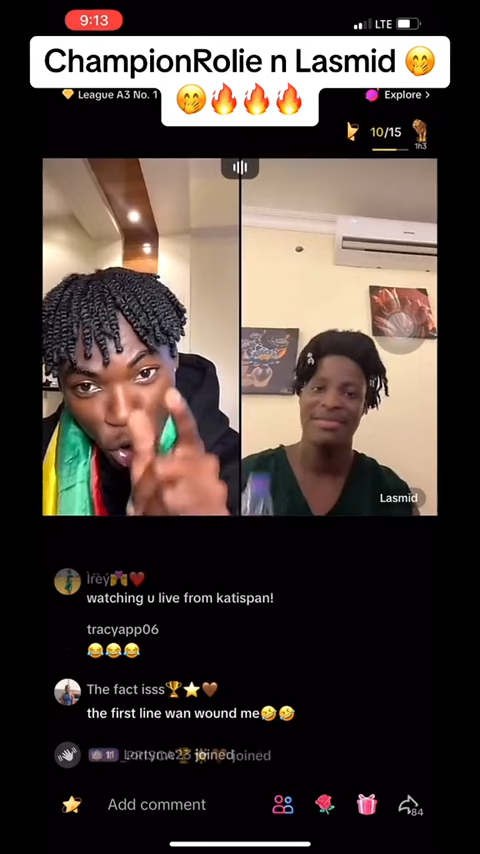 9:13
LTE
ChampionRolie n Lasmid 🤭
🤭🔥🔥🔥
League A3 No. 1
Explore >
10/15
1h3
Lasmid
Ìrèý💏❤️
watching u live from katispan!
tracyapp06
😂😂😂
The fact isss🏆⭐🤎
the first line wan wound me🤣🤣
joined
Add comment
84